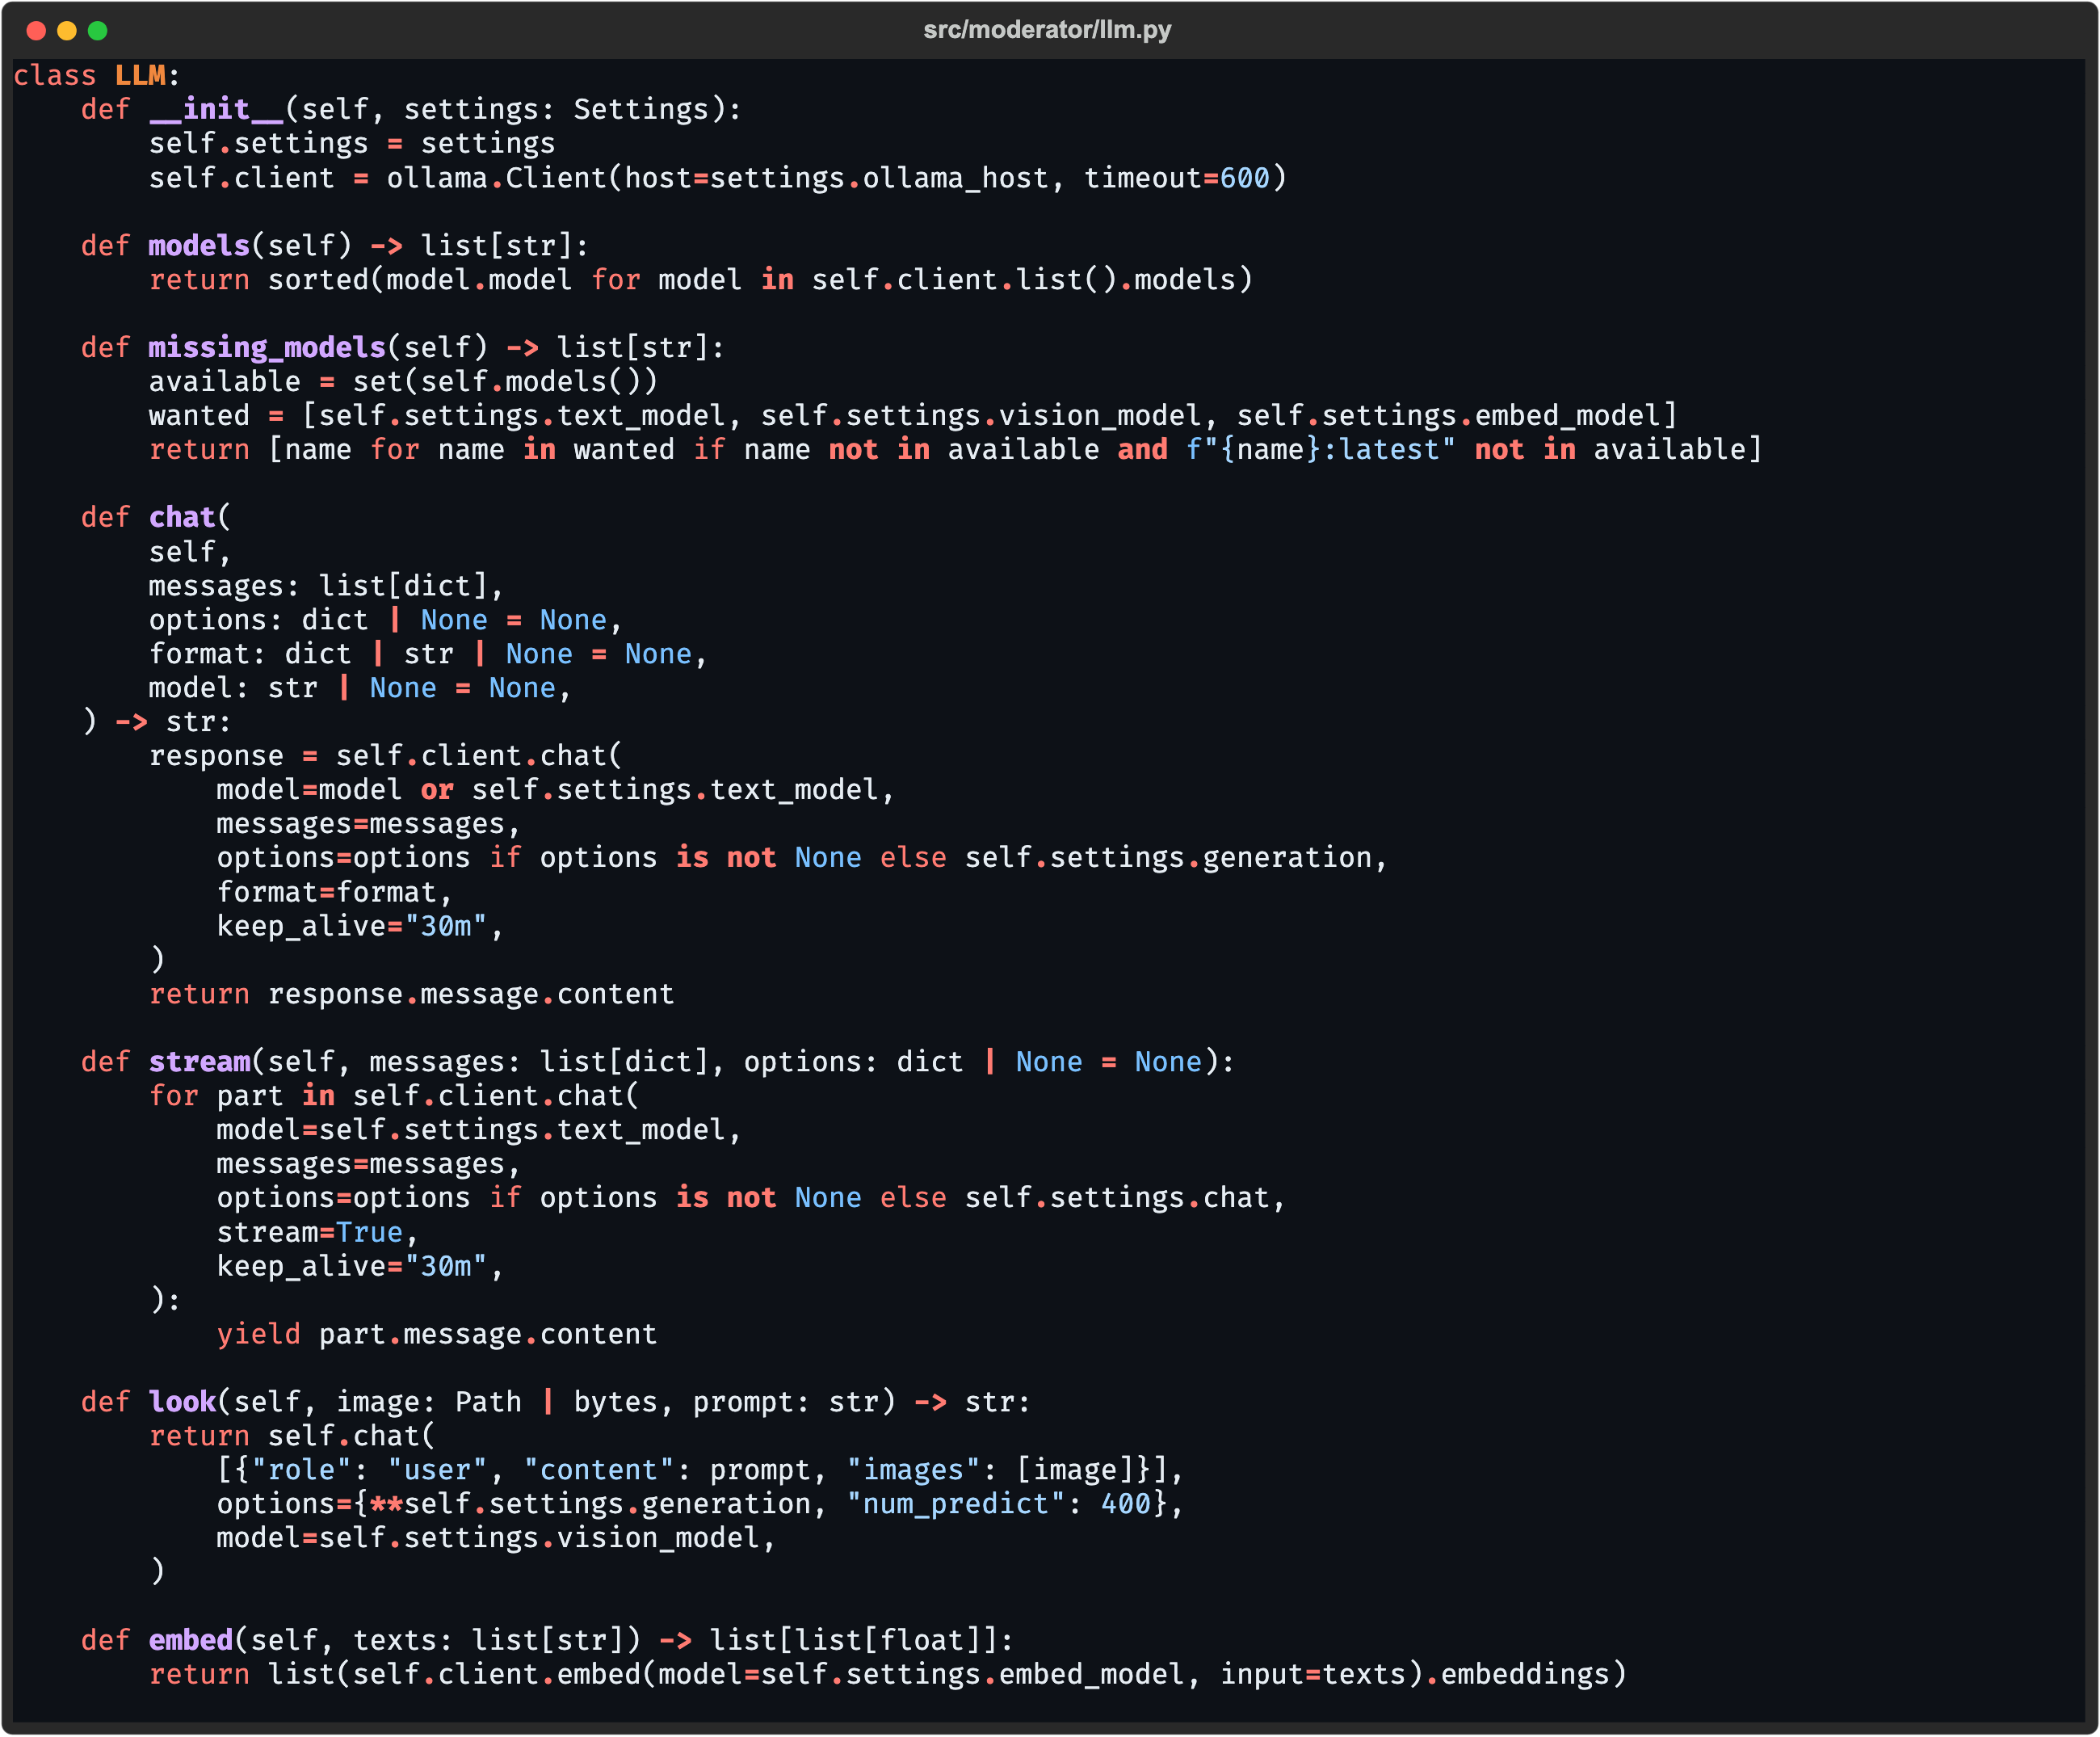 src/moderator/llm.py
class LLM:
    def __init__(self, settings: Settings):
        self.settings = settings
        self.client = ollama.Client(host=settings.ollama_host, timeout=600)

    def models(self) -> list[str]:
        return sorted(model.model for model in self.client.list().models)

    def missing_models(self) -> list[str]:
        available = set(self.models())
        wanted = [self.settings.text_model, self.settings.vision_model, self.settings.embed_model]
        return [name for name in wanted if name not in available and f"{name}:latest" not in available]

    def chat(
        self,
        messages: list[dict],
        options: dict | None = None,
        format: dict | str | None = None,
        model: str | None = None,
    ) -> str:
        response = self.client.chat(
            model=model or self.settings.text_model,
            messages=messages,
            options=options if options is not None else self.settings.generation,
            format=format,
            keep_alive="30m",
        )
        return response.message.content

    def stream(self, messages: list[dict], options: dict | None = None):
        for part in self.client.chat(
            model=self.settings.text_model,
            messages=messages,
            options=options if options is not None else self.settings.chat,
            stream=True,
            keep_alive="30m",
        ):
            yield part.message.content

    def look(self, image: Path | bytes, prompt: str) -> str:
        return self.chat(
            [{"role": "user", "content": prompt, "images": [image]}],
            options={**self.settings.generation, "num_predict": 400},
            model=self.settings.vision_model,
        )

    def embed(self, texts: list[str]) -> list[list[float]]:
        return list(self.client.embed(model=self.settings.embed_model, input=texts).embeddings)